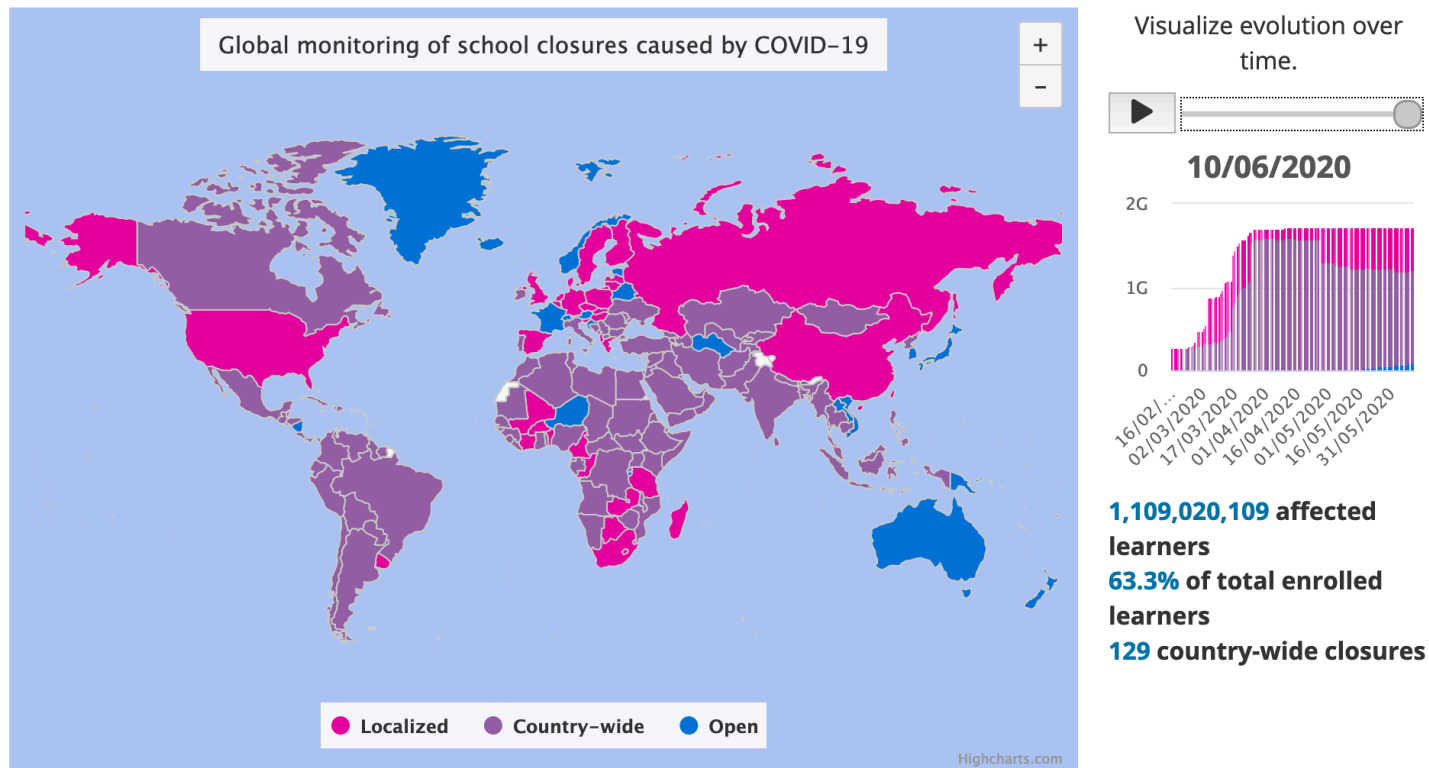 Global monitoring of school closures caused by COVID-19
+
-
Localized
Country-wide
Open
Highcharts.com
Visualize evolution over
time.
10/06/2020
2G
1G
0
16/02/...
02/03/2020
17/03/2020
01/04/2020
16/04/2020
01/05/2020
16/05/2020
31/05/2020
1,109,020,109 affected
learners
63.3% of total enrolled
learners
129 country-wide closures